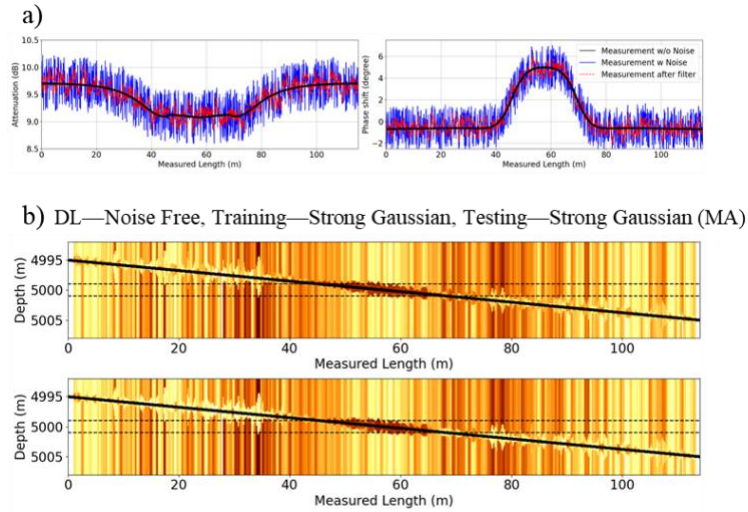 a)
10.5
10.0
9.5
9.0
8.5
Attenuation (dB)
0 20 40 60 80 100
Measured Length (m)
6
4
2
0
−2
Phase shift (degree)
Measurement w/o Noise
Measurement w Noise
Measurement after filter
0 20 40 60 80 100
Measured Length (m)
b) DL—Noise Free, Training—Strong Gaussian, Testing—Strong Gaussian (MA)
Depth (m)
4995
5000
5005
0 20 40 60 80 100
Measured Length (m)
Depth (m)
4995
5000
5005
0 20 40 60 80 100
Measured Length (m)